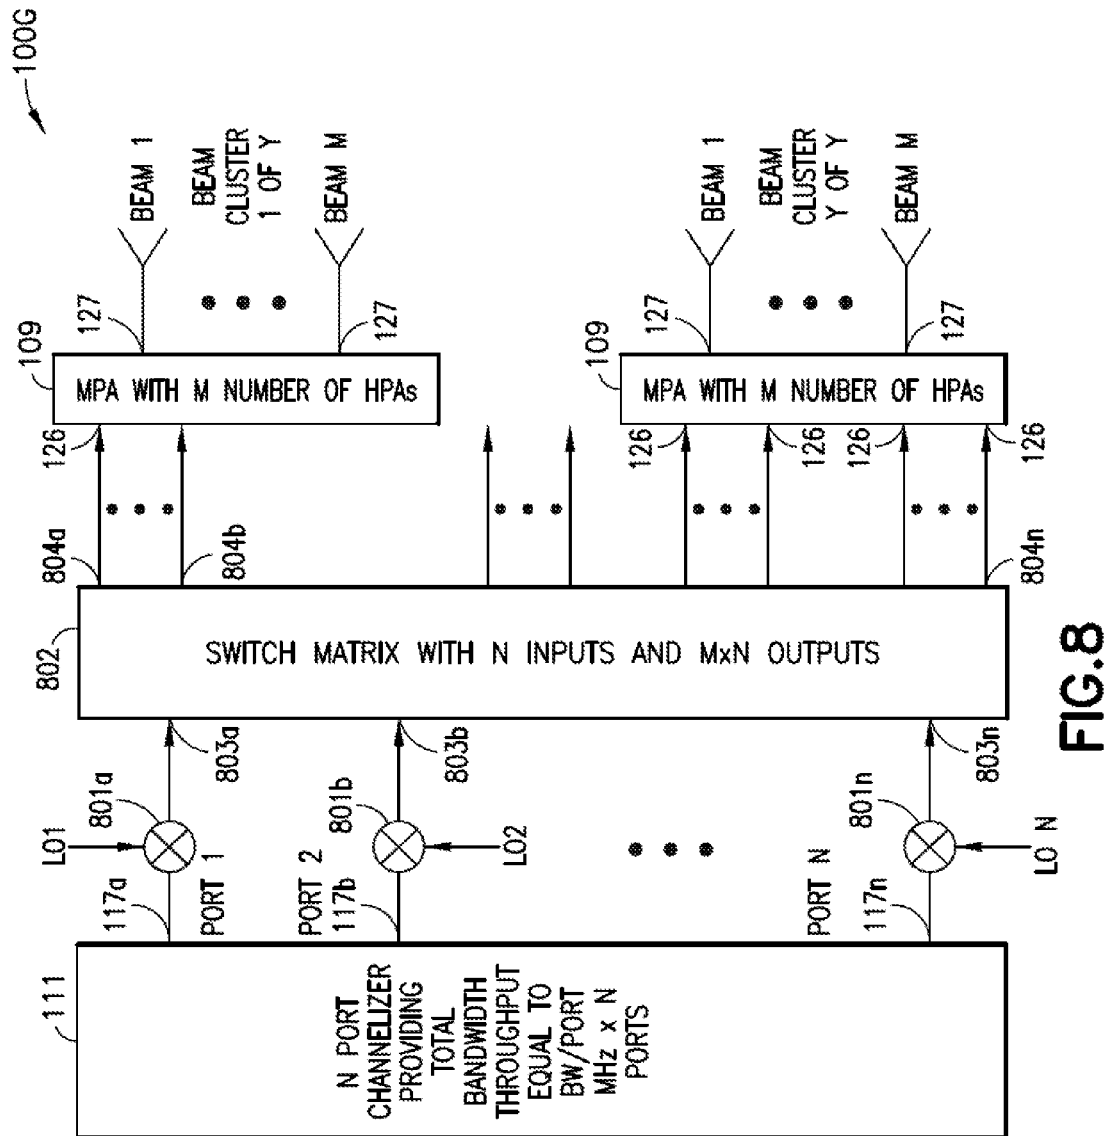 100G
111
N PORT
CHANNELIZER
PROVIDING
TOTAL
BANDWIDTH
THROUGHPUT
EQUAL TO
BW/PORT
MHz x N
PORTS
117a
PORT 1
LO1
801a
803a
PORT 2
117b
801b
LO2
803b
PORT N
117n
801n
LO N
803n
802
SWITCH MATRIX WITH N INPUTS AND MxN OUTPUTS
804a
804b
804n
126
109
MPA WITH M NUMBER OF HPAs
127
127
BEAM 1
BEAM
CLUSTER
1 OF Y
BEAM M
126
126
126
126
109
MPA WITH M NUMBER OF HPAs
127
127
BEAM 1
BEAM
CLUSTER
Y OF Y
BEAM M
FIG.8